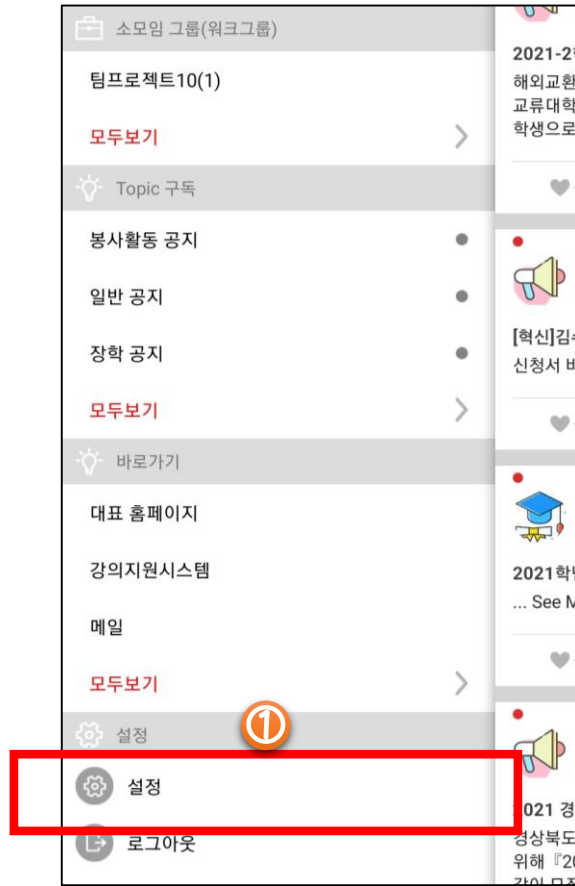 소모임 그룹(워크그룹)
팀프로젝트10(1)
모두보기
Topic 구독
봉사활동 공지
일반 공지
장학 공지
모두보기
바로가기
대표 홈페이지
강의지원시스템
메일
모두보기
설정
①
설정
로그아웃
2021-2
해외교환
교류대학
학생으로
[혁신]김
신청서
2021학
... See
2021 경
경상북도
위해『20